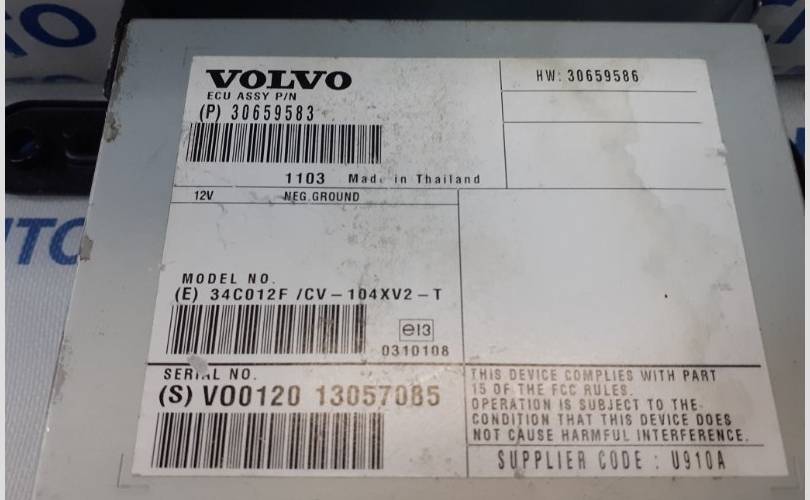 VOLVO
ECU ASSY P/N
(P) 30659583
HW: 30659586
1103 Made in Thailand
12V NEG.GROUND
MODEL NO.
(E) 34C012F /CV-104XV2-T
e13
0310108
SERIAL NO.
(S) VO0120 13057085
THIS DEVICE COMPLIES WITH PART
15 OF THE FCC RULES.
OPERATION IS SUBJECT TO THE
CONDITION THAT THIS DEVICE DOES
NOT CAUSE HARMFUL INTERFERENCE.
SUPPLIER CODE : U910A